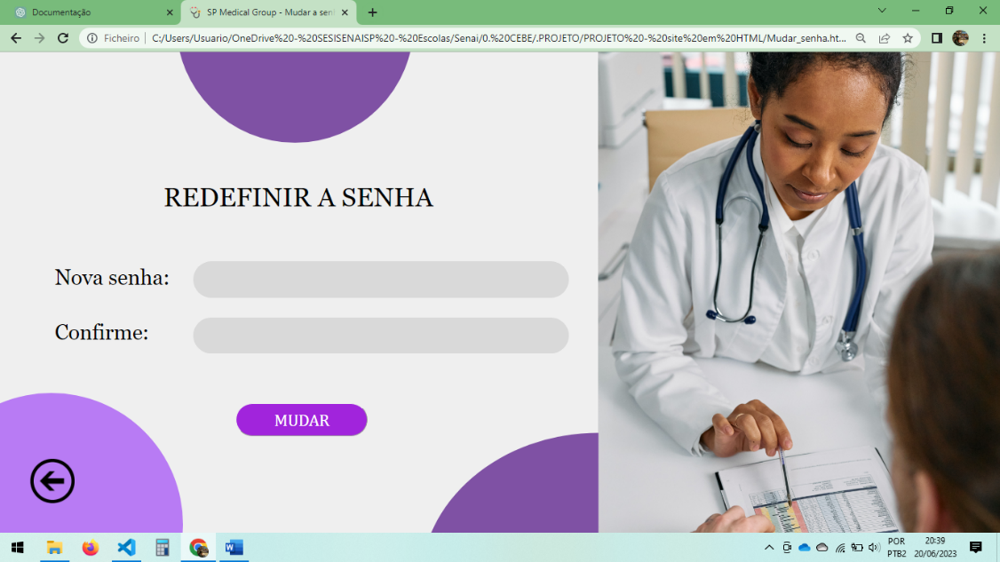 Documentação
SP Medical Group - Mudar a senh
Ficheiro
C:/Users/Usuario/OneDrive%20-%20SESISENAISP%20-%20Escolas/Senai/0.%20CEBE/.PROJETO/PROJETO%20-%20site%20em%20HTML/Mudar_senha.ht...
REDEFINIR A SENHA
Nova senha:
Confirme:
MUDAR
POR
PTB2
20:39
20/06/2023